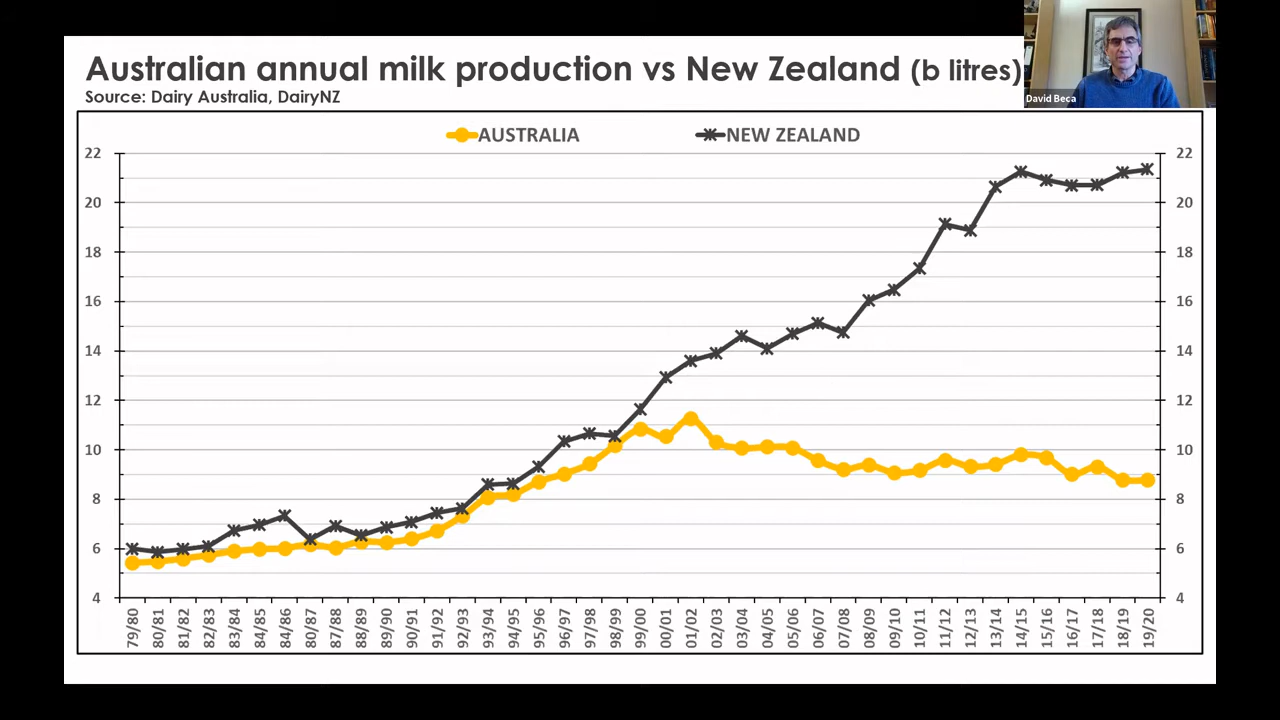 Australian annual milk production vs New Zealand (b litres)
Source: Dairy Australia, DairyNZ
David Beca
AUSTRALIA NEW ZEALAND
22 22
20 20
18 18
16 16
14 14
12 12
10 10
8 8
6 6
4 4
79/80 80/81 81/82 82/83 83/84 84/85 84/86 80/87 87/88 88/89 89/90 90/91 91/92 92/93 93/94 94/95 95/96 96/97 97/98 98/99 99/00 00/01 01/02 02/03 03/04 04/05 05/06 06/07 07/08 08/09 09/10 10/11 11/12 12/13 13/14 14/15 15/16 16/17 17/18 18/19 19/20